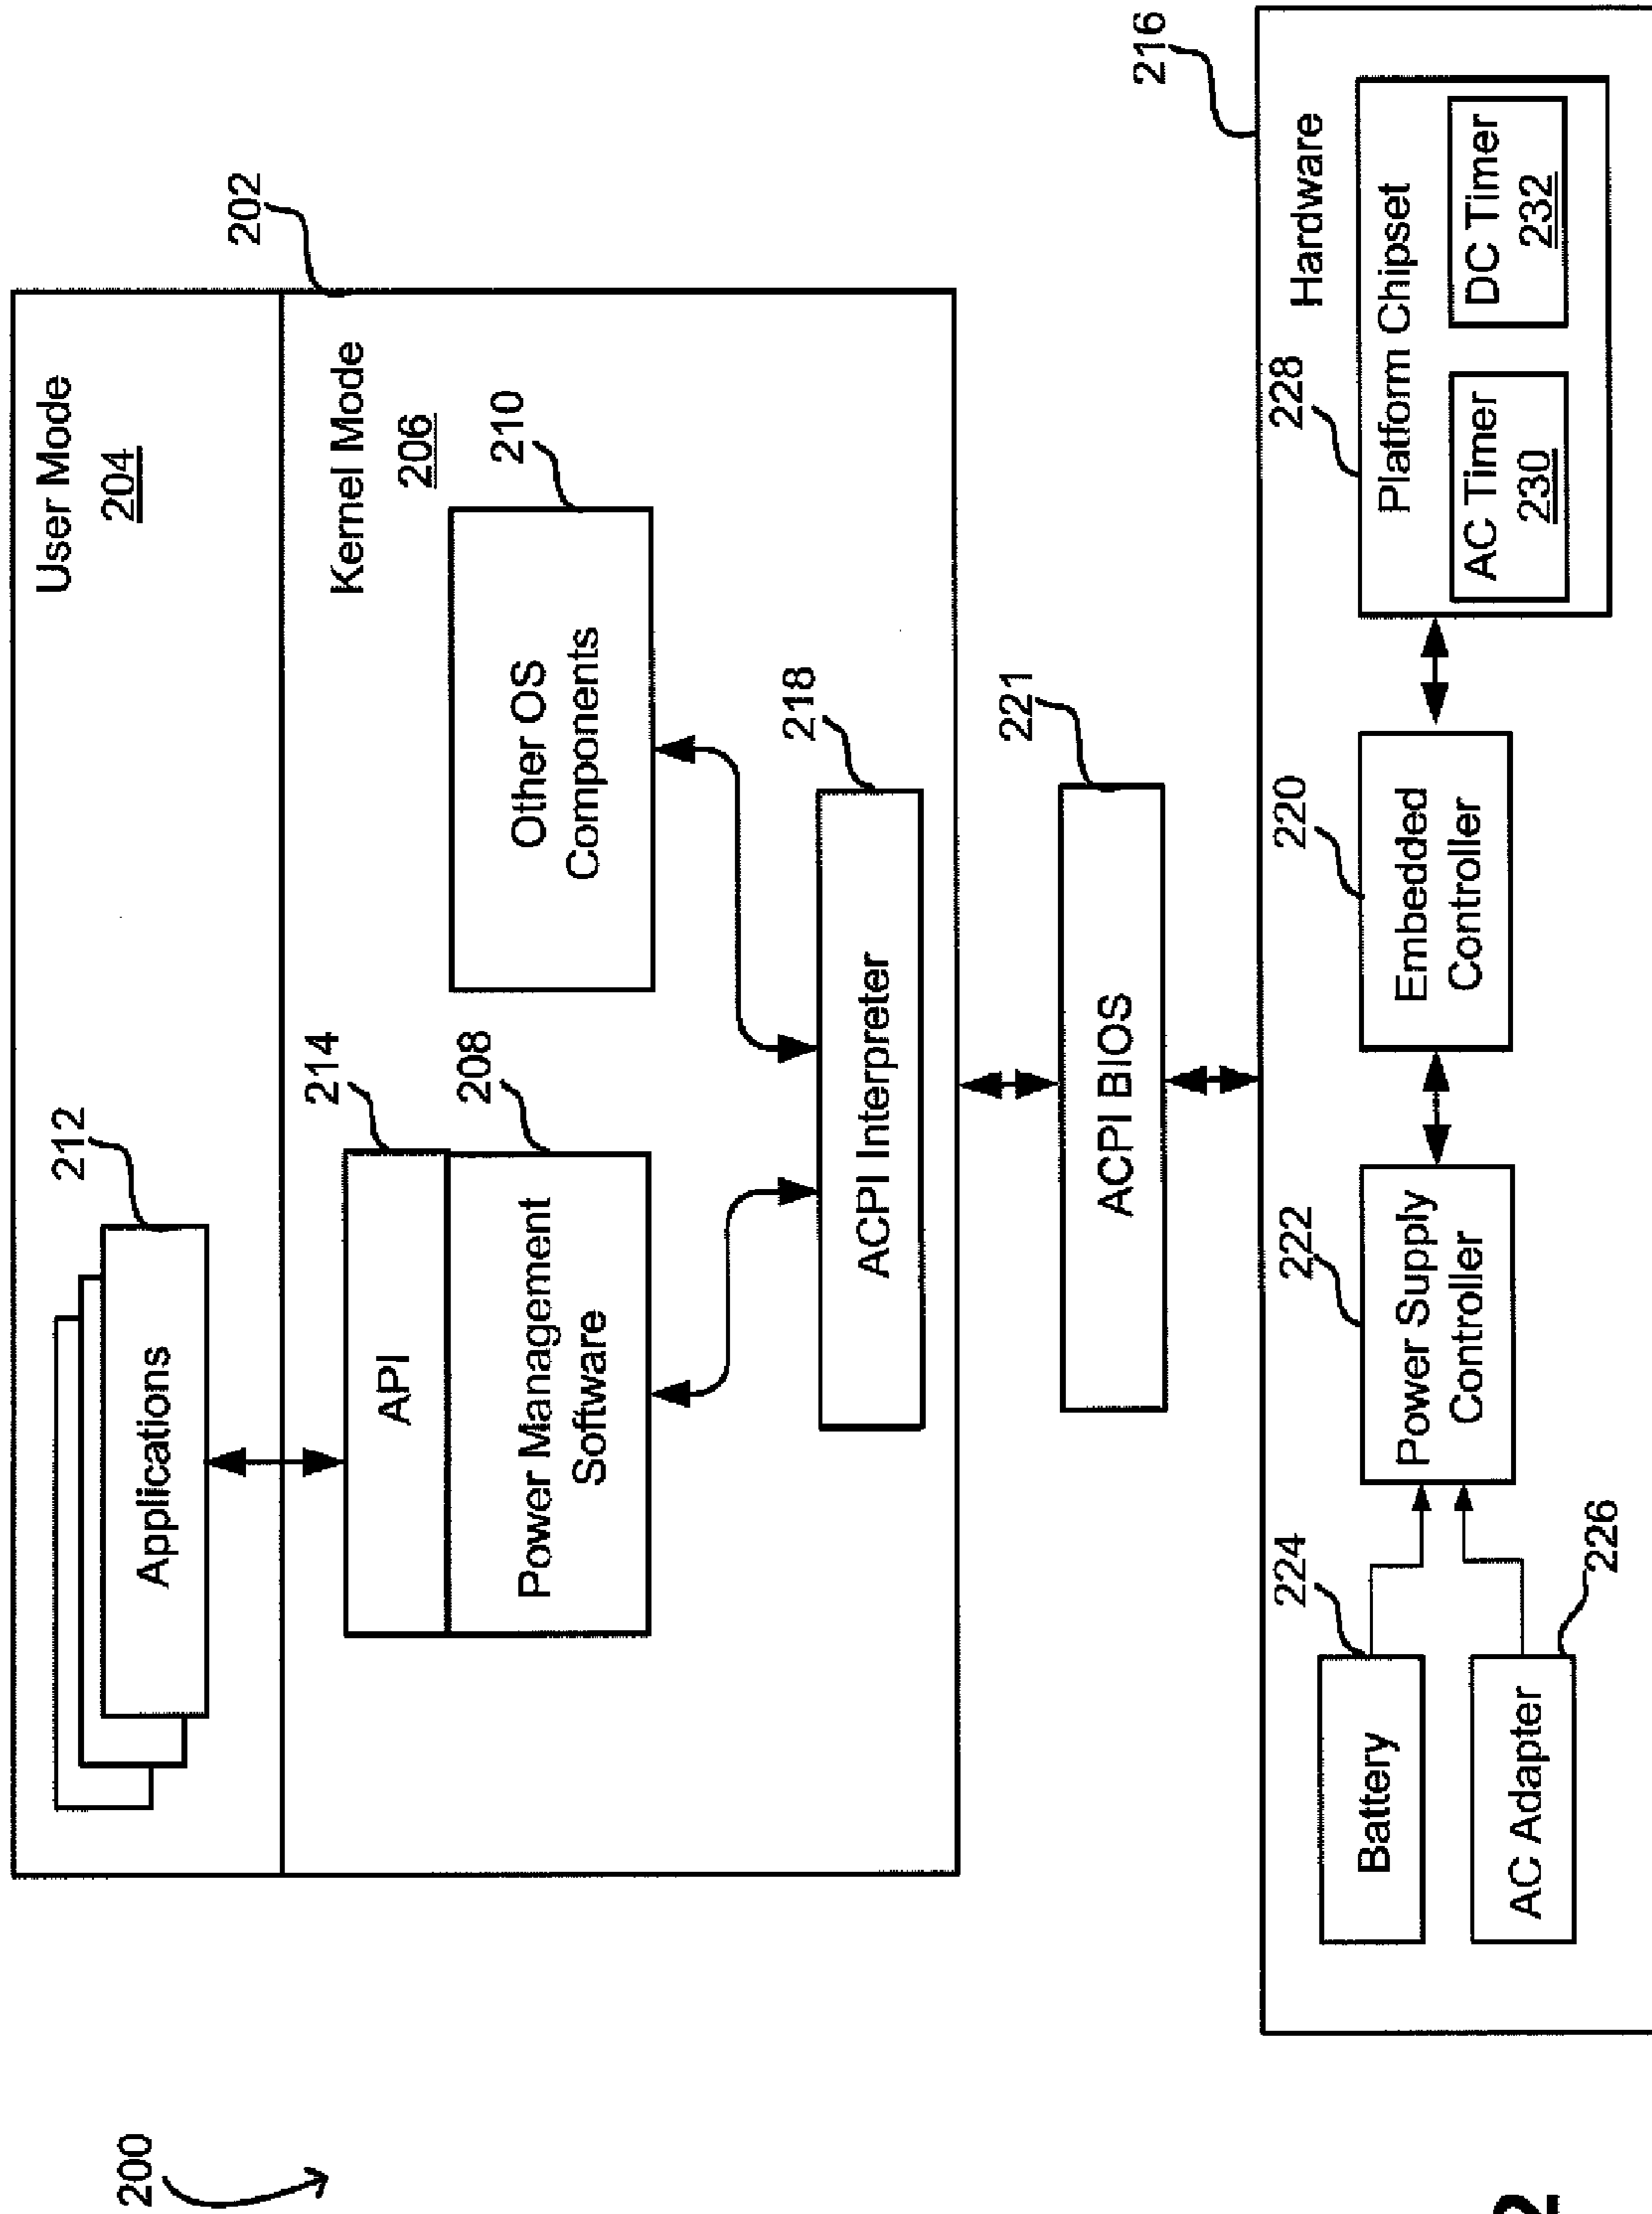 200
User Mode
204
212
Applications
202
Kernel Mode
206
214
API
208
Power Management
Software
210
Other OS
Components
218
ACPI Interpreter
221
ACPI BIOS
216
Hardware
224
Battery
226
AC Adapter
222
Power Supply
Controller
220
Embedded
Controller
228
Platform Chipset
AC Timer
230
DC Timer
232
2